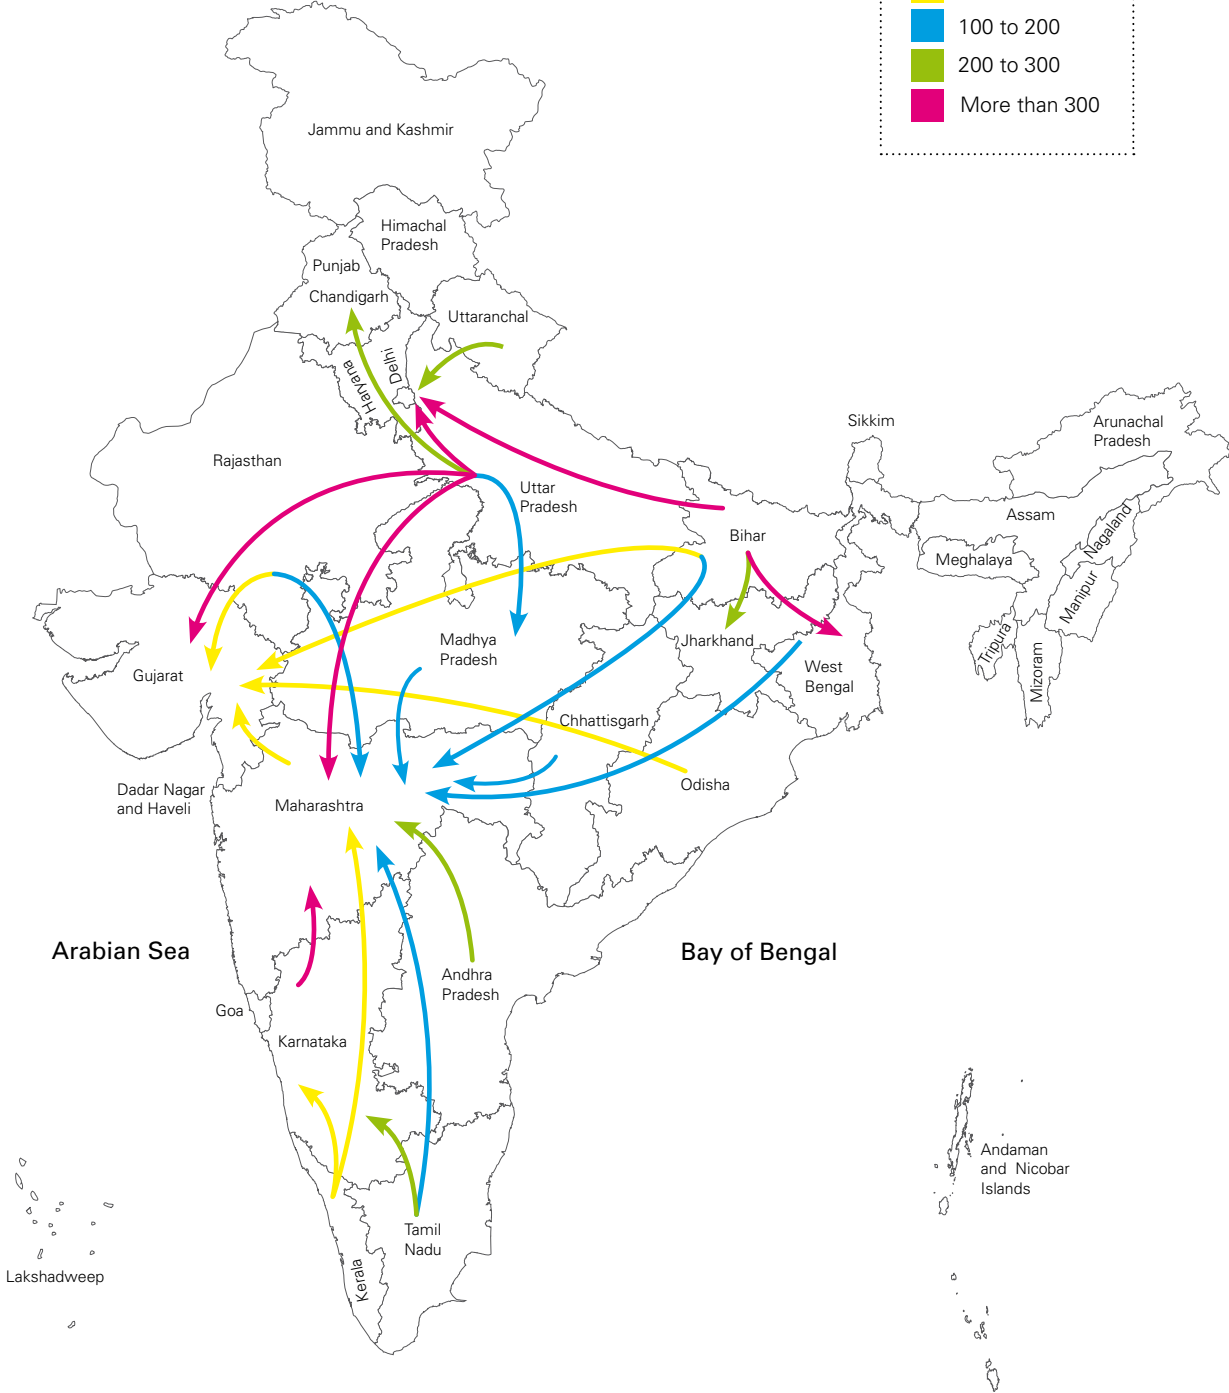 100 to 200
200 to 300
More than 300
Jammu and Kashmir
Himachal
Pradesh
Punjab
Chandigarh
Uttaranchal
Haryana
Delhi
Rajasthan
Uttar
Pradesh
Sikkim
Arunachal
Pradesh
Assam
Nagaland
Bihar
Meghalaya
Manipur
Tripura
Mizoram
Jharkhand
Madhya
Pradesh
West
Bengal
Gujarat
Chhattisgarh
Odisha
Dadar Nagar
and Haveli
Maharashtra
Arabian Sea
Bay of Bengal
Andhra
Pradesh
Goa
Karnataka
Andaman
and Nicobar
Islands
Tamil
Nadu
Kerala
Lakshadweep